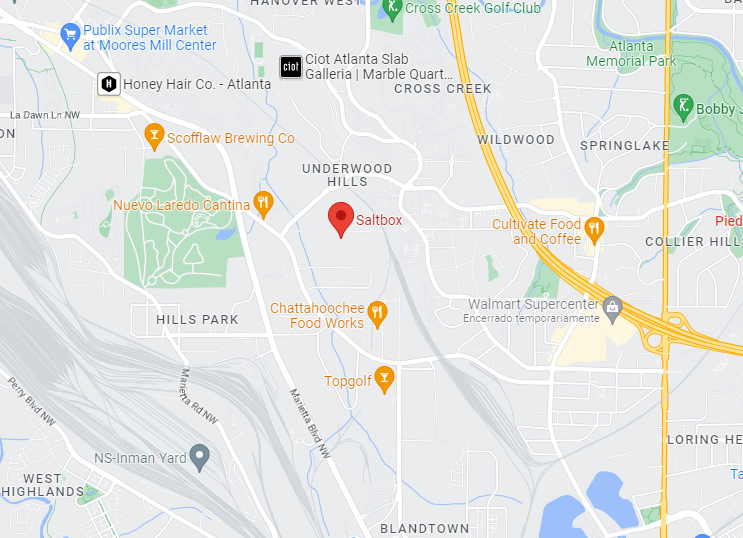 HANOVER WEST
Cross Creek Golf Club
Publix Super Market
at Moores Mill Center
Atlanta
Memorial Park
ciot
Ciot Atlanta Slab
Galleria | Marble Quart...
H
Honey Hair Co. - Atlanta
CROSS CREEK
Bobby J
La Dawn Ln NW
ON
Scofflaw Brewing Co
WILDWOOD
SPRINGLAKE
UNDERWOOD
HILLS
Nuevo Laredo Cantina
Saltbox
Cultivate Food
and Coffee
Pied
COLLIER HILLS
Walmart Supercenter
Encerrado temporariamente
Chattahoochee
Food Works
HILLS PARK
Topgolf
Marietta Rd NW
Perry Blvd NW
Marietta Blvd NW
LORING HE
NS-Inman Yard
Ta
WEST
HIGHLANDS
BLANDTOWN